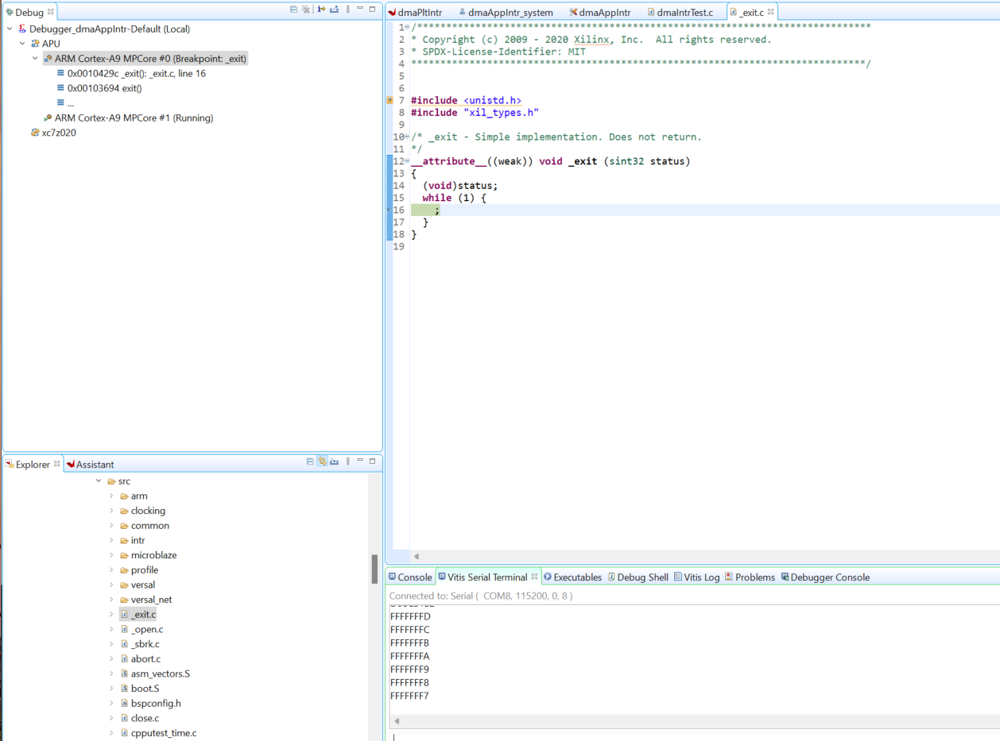 Debug
Debugger_dmaAppIntr-Default (Local)
APU
ARM Cortex-A9 MPCore #0 (Breakpoint: _exit)
0x0010429c _exit(): _exit.c, line 16
0x00103694 exit()
...
ARM Cortex-A9 MPCore #1 (Running)
xc7z020
Explorer Assistant
src
arm
clocking
common
intr
microblaze
profile
versal
versal_net
_exit.c
_open.c
_sbrk.c
abort.c
asm_vectors.S
boot.S
bspconfig.h
close.c
cpputest_time.c
dmaPltIntr dmaAppIntr_system dmaAppIntr dmaIntrTest.c _exit.c
1 /******************************************************************************
2 * Copyright (c) 2009 - 2020 Xilinx, Inc.  All rights reserved.
3 * SPDX-License-Identifier: MIT
4 ******************************************************************************/
5
6
7 #include <unistd.h>
8 #include "xil_types.h"
9
10 /* _exit - Simple implementation. Does not return.
11 */
12 __attribute__((weak)) void _exit (sint32 status)
13 {
14   (void)status;
15   while (1) {
16     ;
17   }
18 }
19
Console Vitis Serial Terminal Executables Debug Shell Vitis Log Problems Debugger Console
Connected to: Serial ( COM8, 115200, 0, 8 )
FFFFFFFD
FFFFFFFC
FFFFFFFB
FFFFFFFA
FFFFFFF9
FFFFFFF8
FFFFFFF7